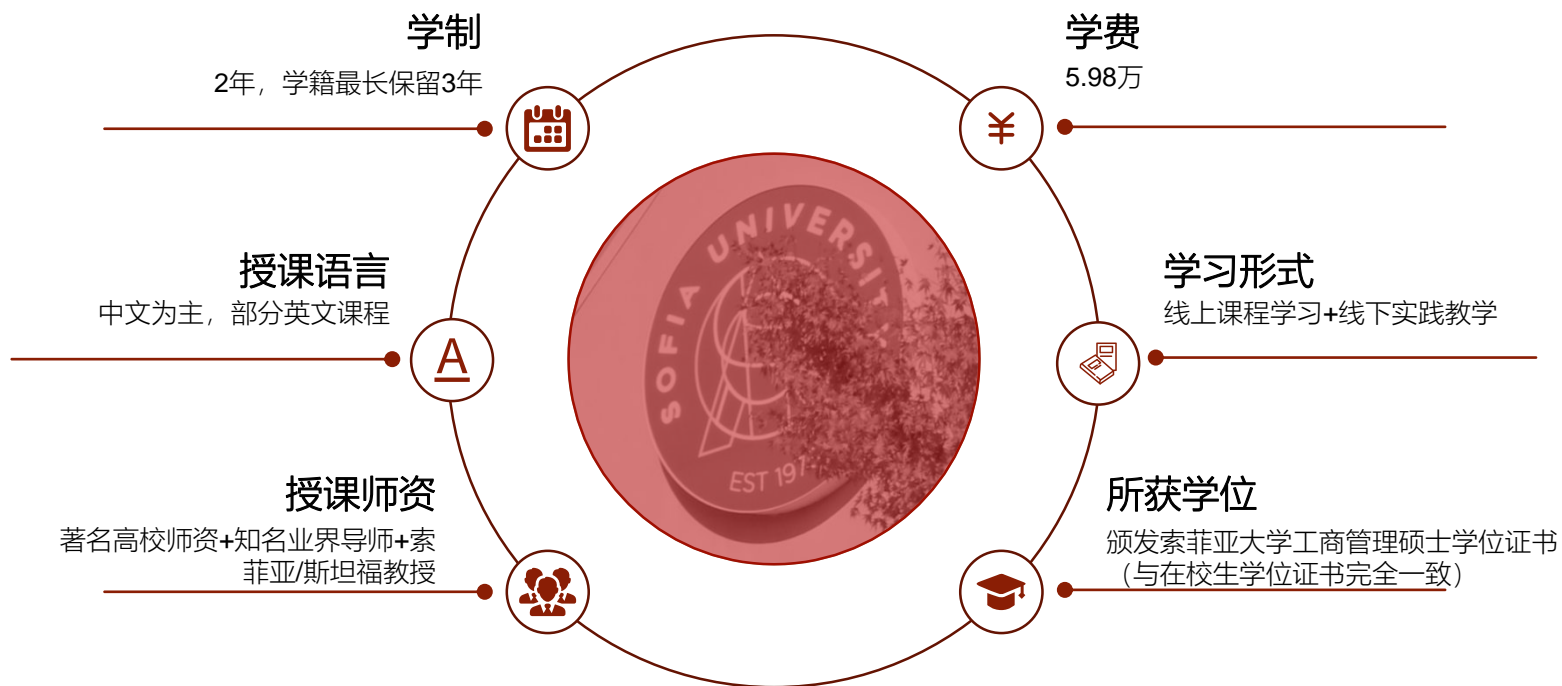 学制
2年，学籍最长保留3年
学费
5.98万
¥
授课语言
中文为主，部分英文课程
A
学习形式
线上课程学习+线下实践教学
SOFIA UNIVERSITY
EST 197
授课师资
著名高校师资+知名业界导师+索
菲亚/斯坦福教授
所获学位
颁发索菲亚大学工商管理硕士学位证书
（与在校生学位证书完全一致）